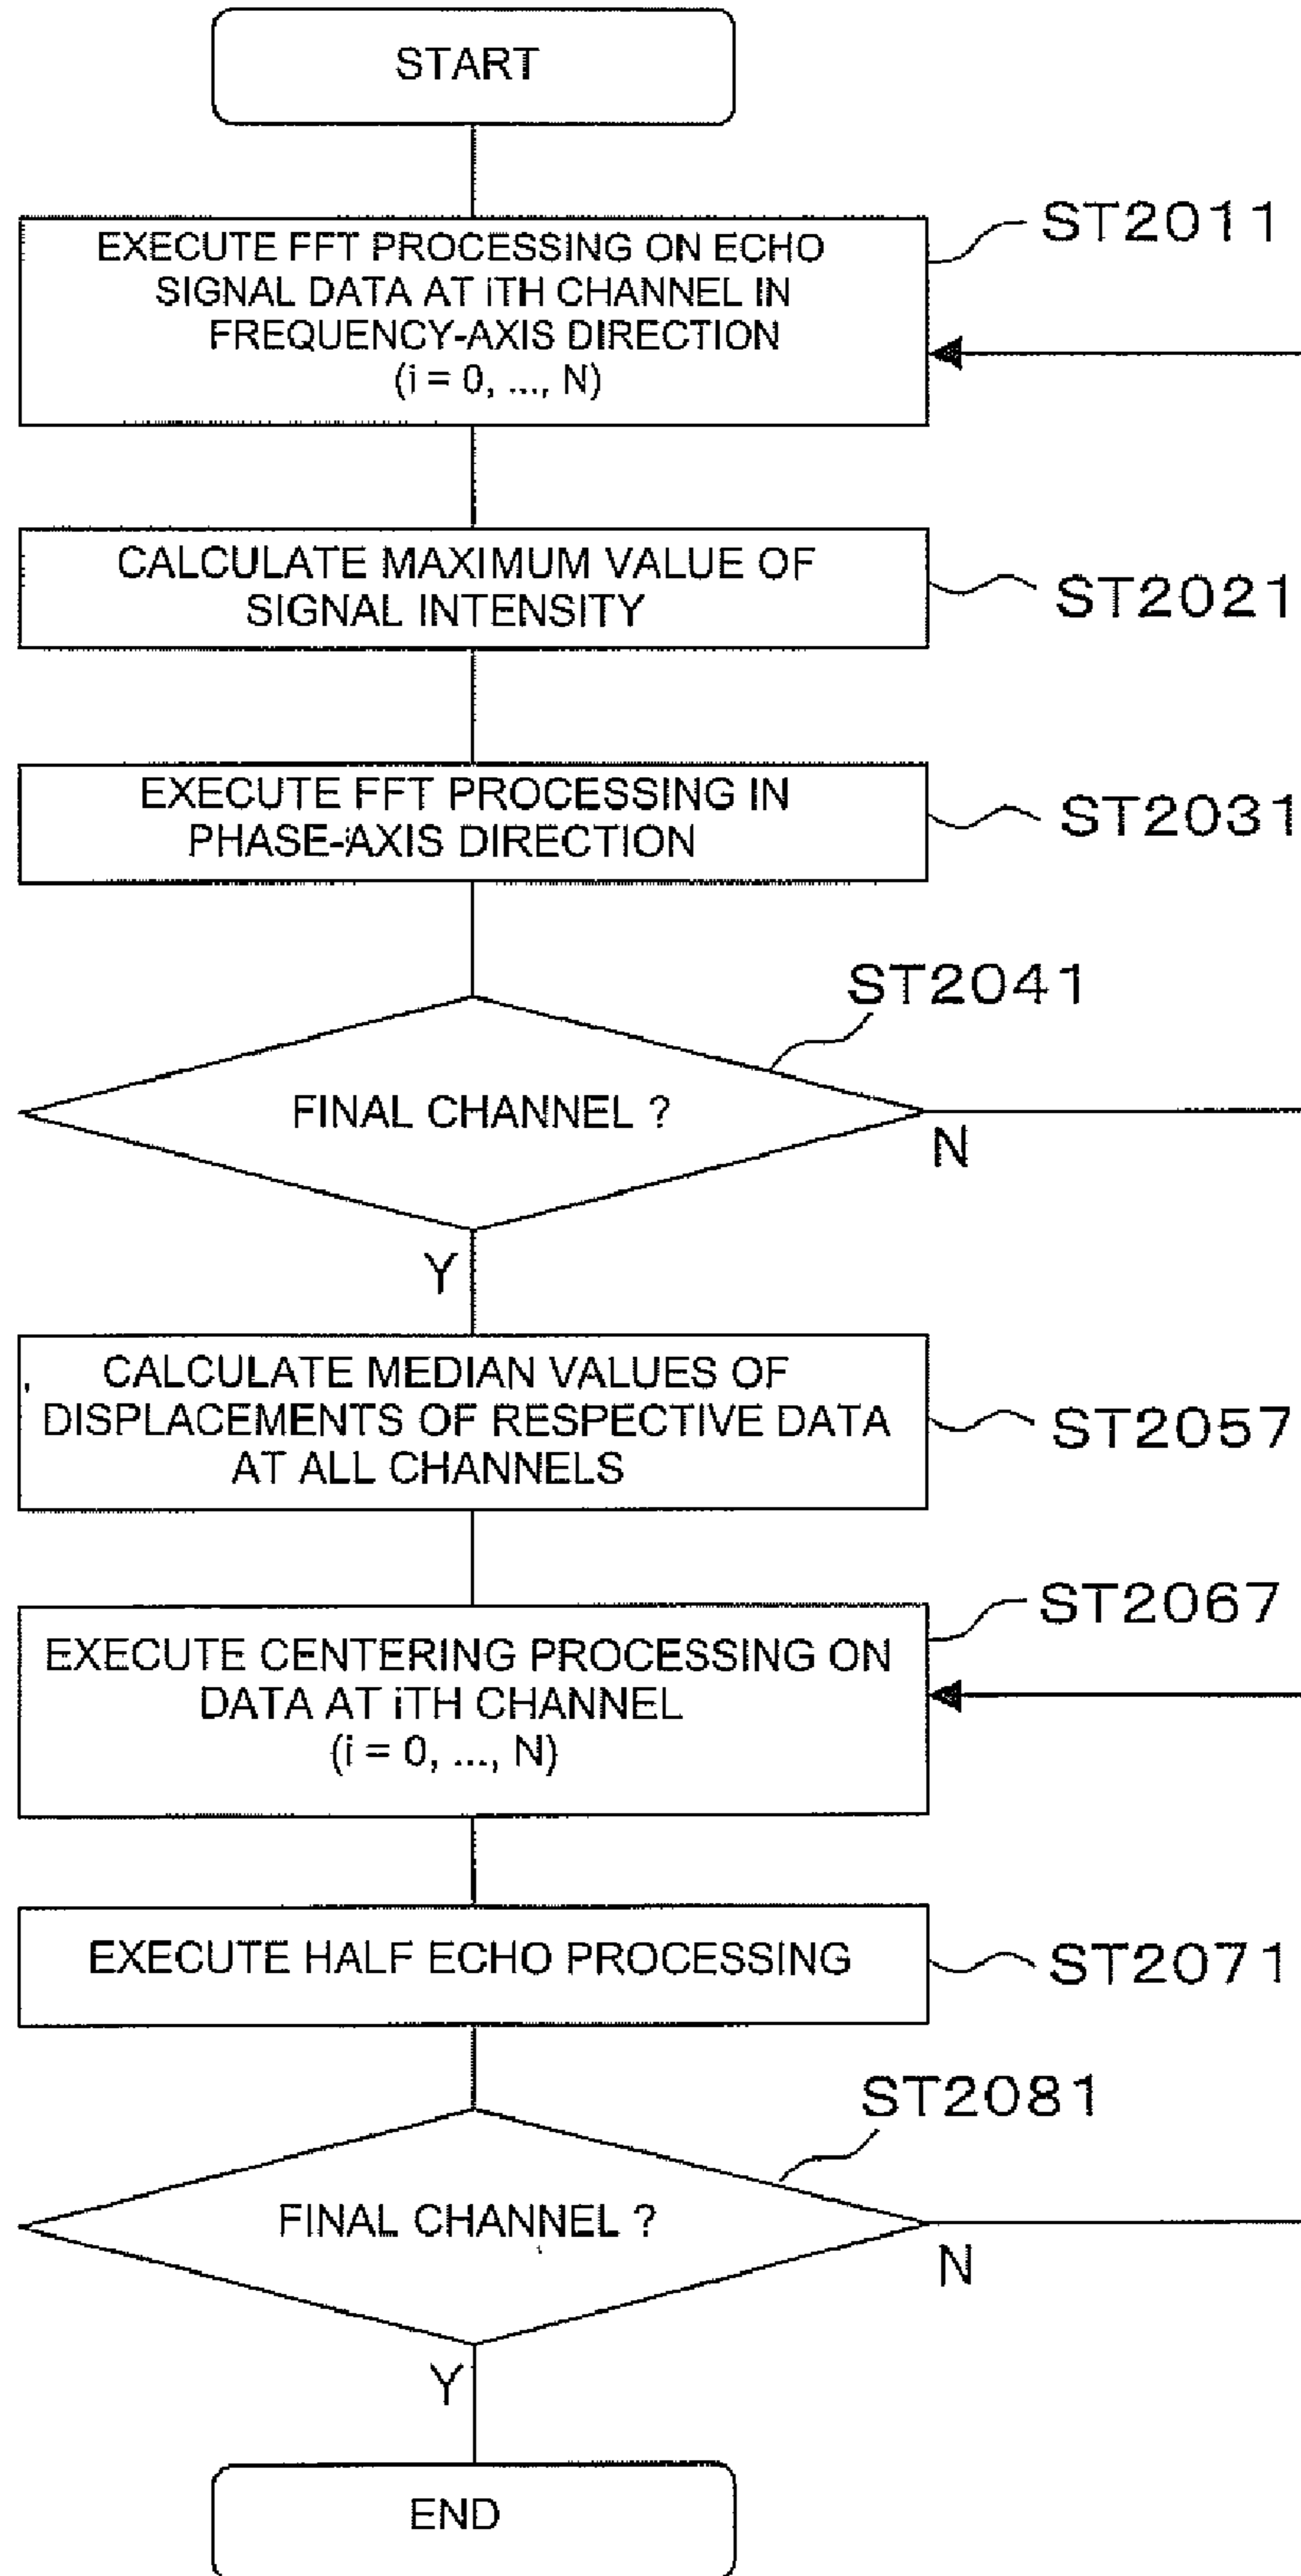 START
EXECUTE FFT PROCESSING ON ECHO
SIGNAL DATA AT iTH CHANNEL IN
FREQUENCY-AXIS DIRECTION
(i = 0, ..., N)
ST2011
CALCULATE MAXIMUM VALUE OF
SIGNAL INTENSITY
ST2021
EXECUTE FFT PROCESSING IN
PHASE-AXIS DIRECTION
ST2031
ST2041
FINAL CHANNEL ?
N
Y
CALCULATE MEDIAN VALUES OF
DISPLACEMENTS OF RESPECTIVE DATA
AT ALL CHANNELS
ST2057
ST2067
EXECUTE CENTERING PROCESSING ON
DATA AT iTH CHANNEL
(i = 0, ..., N)
EXECUTE HALF ECHO PROCESSING
ST2071
ST2081
FINAL CHANNEL ?
N
Y
END